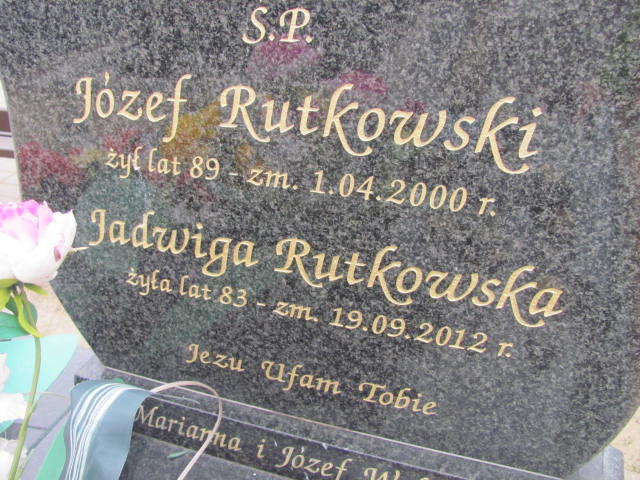 S.P.
Józef Rutkowski
żył lat 89 - zm. 1.04.2000 r.
Jadwiga Rutkowska
żyła lat 83 - zm. 19.09.2012 r.
Jezu Ufam Tobie
Marianna i Józef